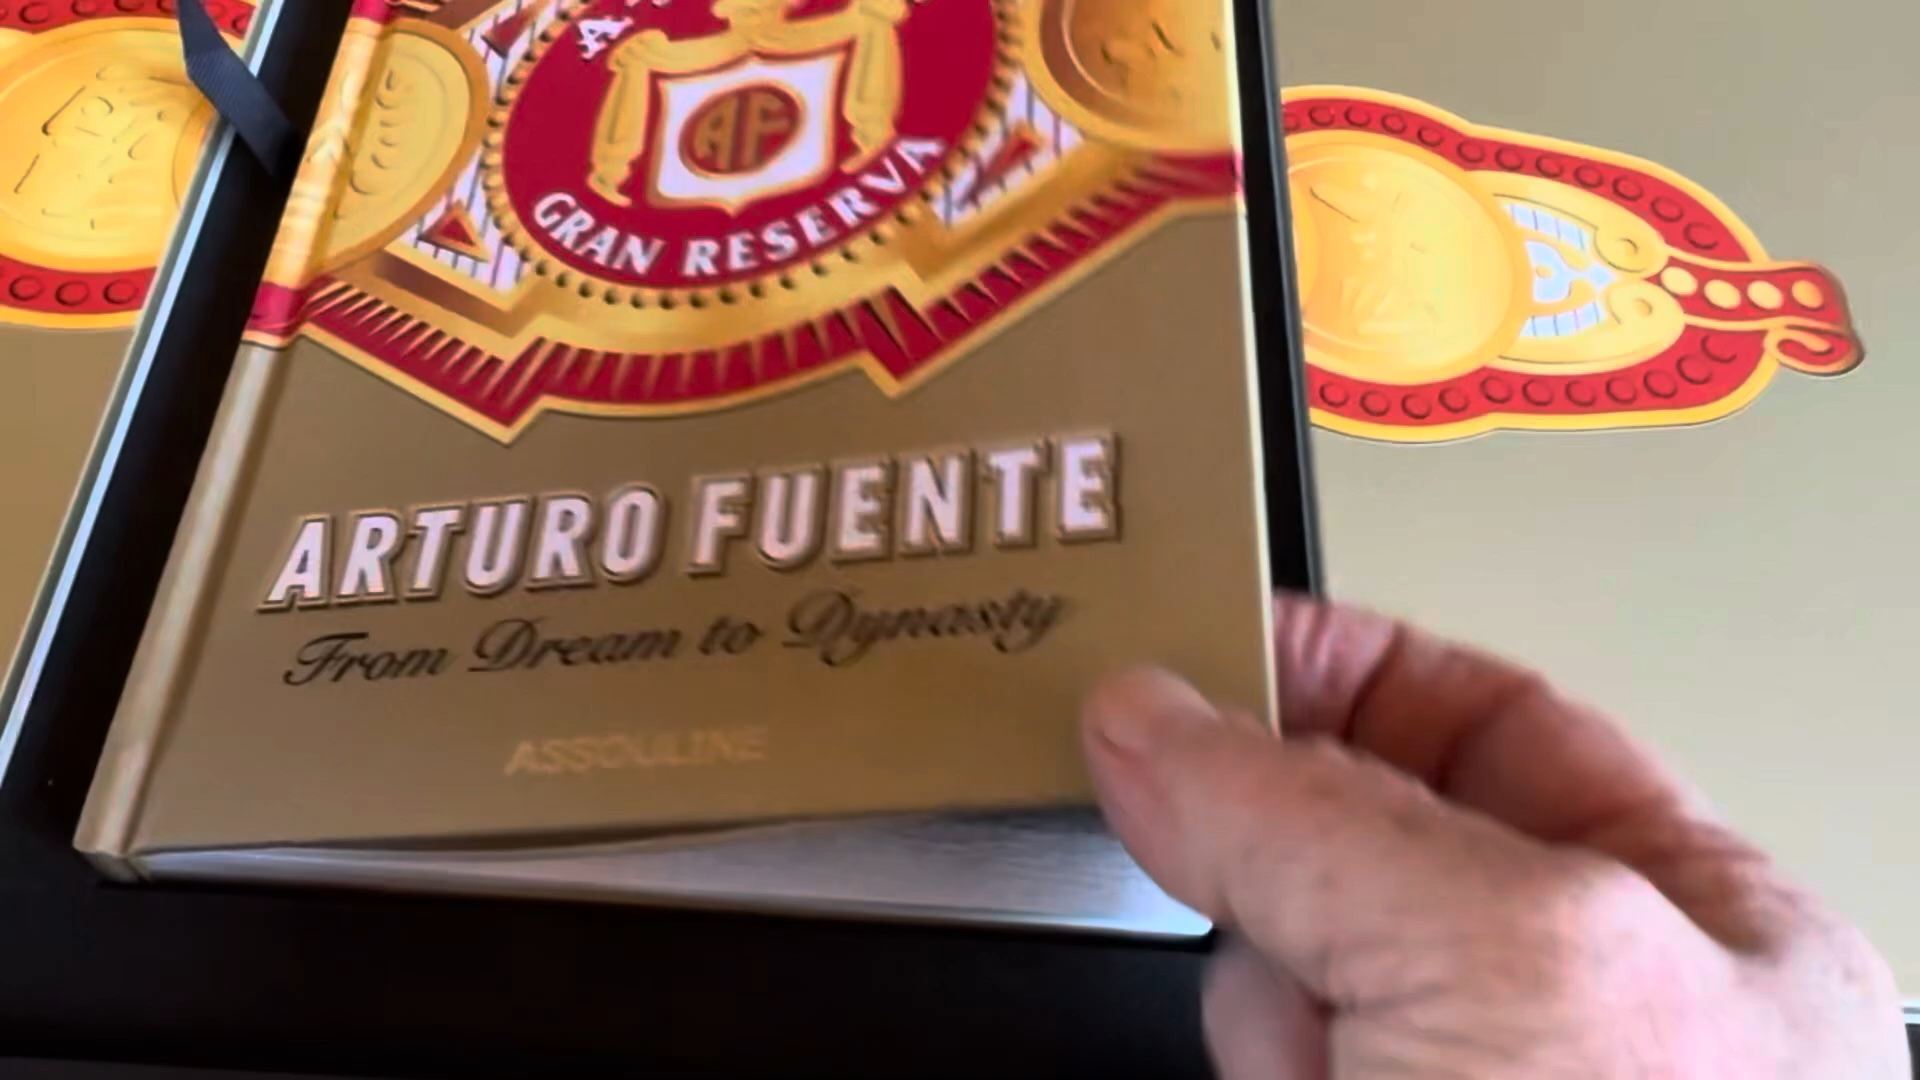 AF
GRAN RESERVA
ARTURO FUENTE
From Dream to Dynasty
ASSOULINE